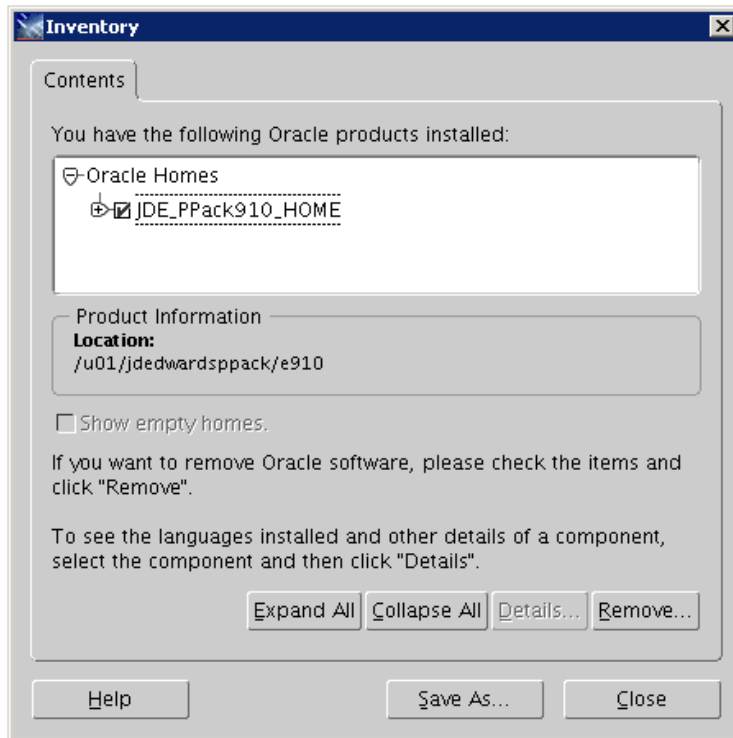 Inventory
Contents
You have the following Oracle products installed:
Oracle Homes
JDE_PPack910_HOME
Product Information
Location:
/u01/jdedwardsppack/e910
Show empty homes.
If you want to remove Oracle software, please check the items and
click "Remove".
To see the languages installed and other details of a component,
select the component and then click "Details".
Expand All Collapse All Details... Remove...
Help Save As... Close